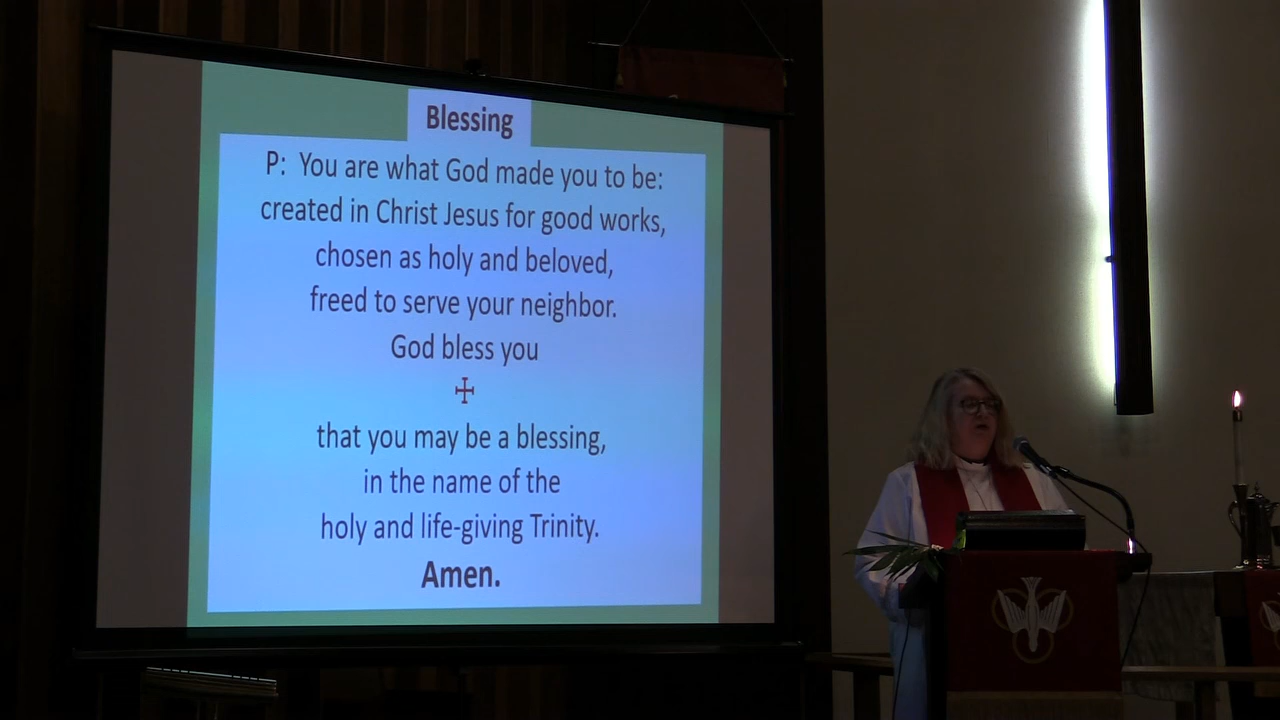 Blessing
P: You are what God made you to be:
created in Christ Jesus for good works,
chosen as holy and beloved,
freed to serve your neighbor.
God bless you
that you may be a blessing,
in the name of the
holy and life-giving Trinity.
Amen.